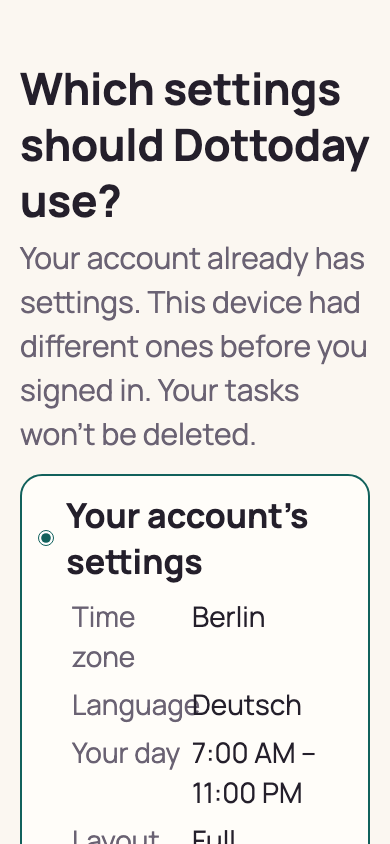 Which settings
should Dottoday
use?
Your account already has
settings. This device had
different ones before you
signed in. Your tasks
won’t be deleted.
Your account’s
settings
Time zone Berlin
Language Deutsch
Your day 7:00 AM –
11:00 PM
Layout Full